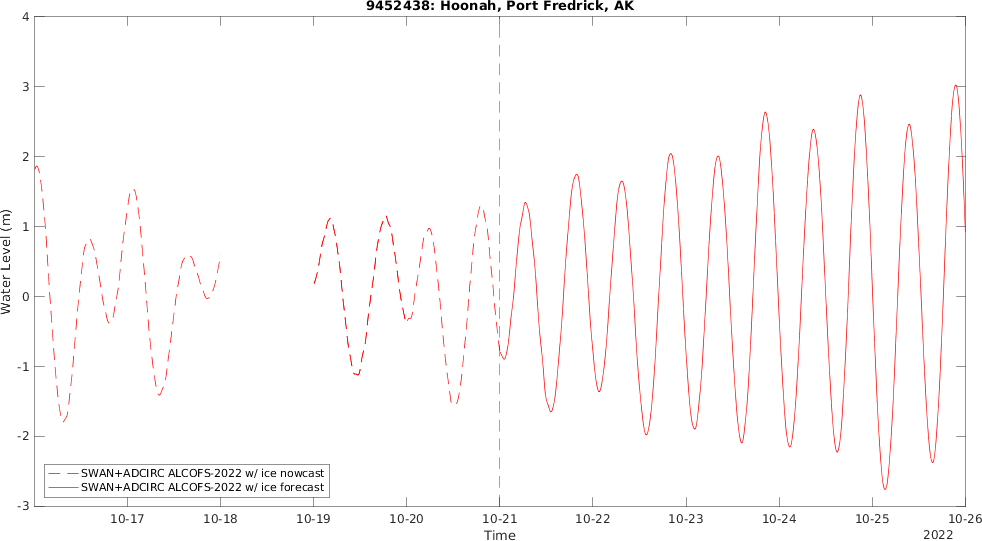 9452438: Hoonah, Port Fredrick, AK
4
3
2
1
0
-1
-2
-3
Water Level (m)
SWAN+ADCIRC ALCOFS-2022 w/ ice nowcast
SWAN+ADCIRC ALCOFS-2022 w/ ice forecast
10-17 10-18 10-19 10-20 10-21 10-22 10-23 10-24 10-25 10-26
Time
2022